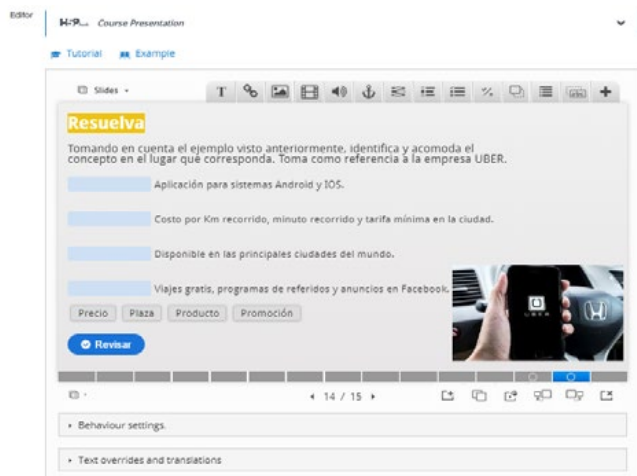 Editor
H5P Course Presentation
Tutorial Example
Slides
Resuelva
Tomando en cuenta el ejemplo visto anteriormente, identifica y acomoda el
concepto en el lugar que corresponda. Toma como referencia a la empresa UBER.
Aplicación para sistemas Android y IOS.
Costo por Km recorrido, minuto recorrido y tarifa mínima en la ciudad.
Disponible en las principales ciudades del mundo.
Viajes gratis, programas de referidos y anuncios en Facebook.
Precio Plaza Producto Promoción
UBER
Revisar
14 / 15
Behaviour settings.
Text overrides and translations